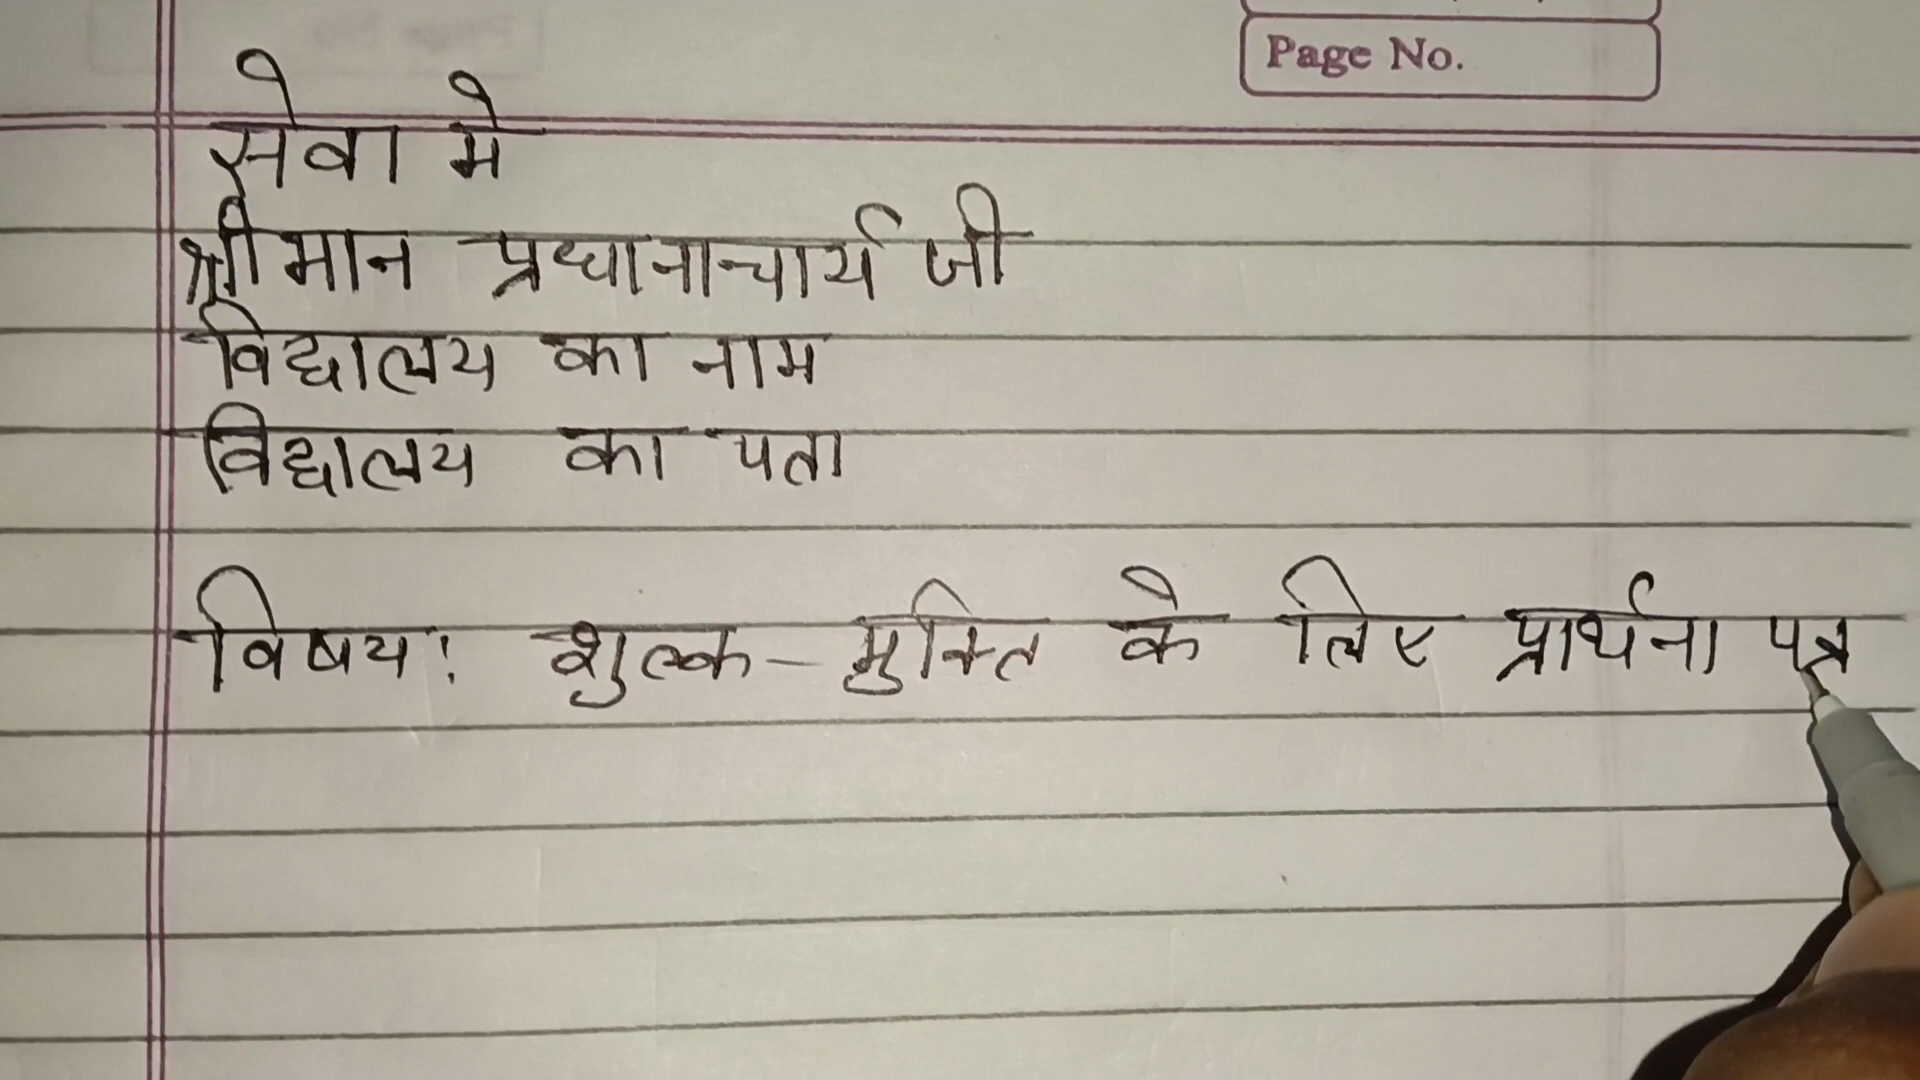 Page No.
सेवा मे
श्रीमान प्रधानाचार्य जी
विद्यालय का नाम
विद्यालय का पता
विषय: शुल्क-मुक्ति के लिए प्रार्थना पत्र